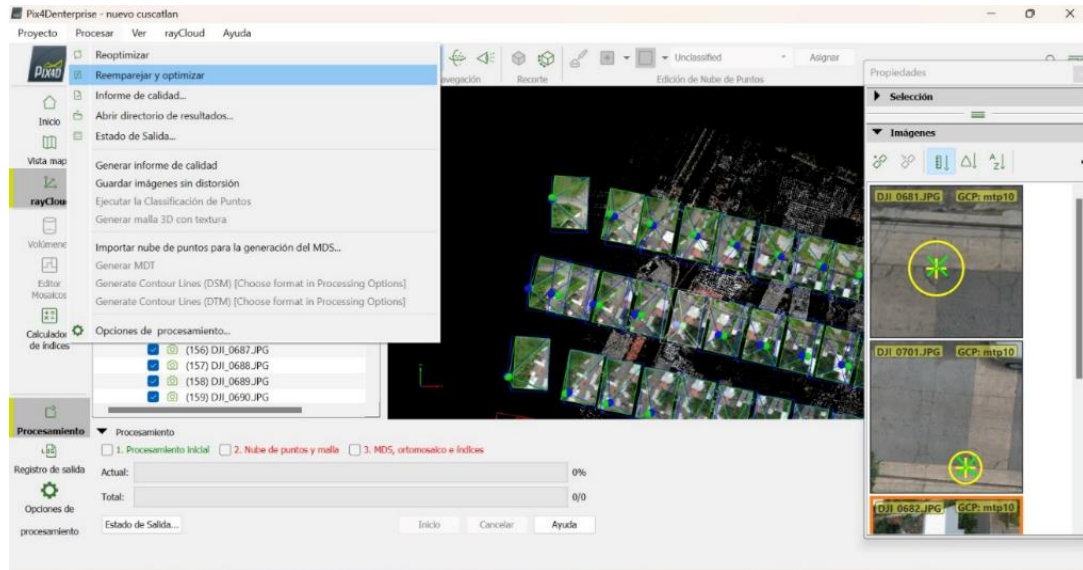 Pix4Denterprise - nuevo cuscatlan
Proyecto Procesar Ver rayCloud Ayuda
PIX4D
Reoptimizar
Reemparejar y optimizar
Informe de calidad...
Abrir directorio de resultados...
Estado de Salida...
Generar informe de calidad
Guardar imágenes sin distorsión
Ejecutar la Classificación de Puntos
Generar malla 3D con textura
Importar nube de puntos para la generación del MDS...
Generar MDT
Generate Contour Lines (DSM) [Choose format in Processing Options]
Generate Contour Lines (DTM) [Choose format in Processing Options]
Opciones de procesamiento...
Inicio
Vista map
rayClou
Volúmene
Editor
Mosaicos
Calculador
de índices
Unclassified Asignar
avegación Recorte Edición de Nube de Puntos
(156) DJI_0687.JPG
(157) DJI_0688.JPG
(158) DJI_0689.JPG
(159) DJI_0690.JPG
Procesamiento
Registro de salida
Opciones de
procesamiento
Procesamiento
1. Procesamiento Inicial 2. Nube de puntos y malla 3. MDS, ortomosaico e índices
Actual: 0%
Total: 0/0
Estado de Salida... Inicio Cancelar Ayuda
Propiedades
Selección
Imágenes
DJI_0681.JPG GCP: mtp10
DJI_0701.JPG GCP: mtp10
DJI_0682.JPG GCP: mtp10